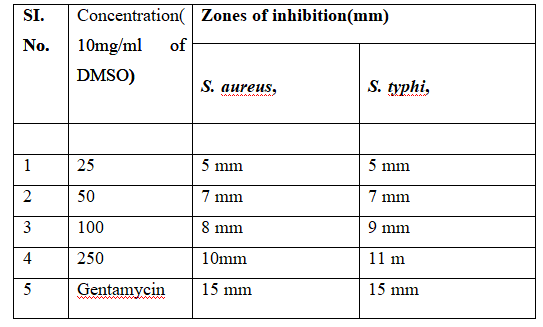 SI. No. Concentration( 10mg/ml of DMSO) Zones of inhibition(mm)
S. aureus, S. typhi,
1 25 5 mm 5 mm
2 50 7 mm 7 mm
3 100 8 mm 9 mm
4 250 10mm 11 m
5 Gentamycin 15 mm 15 mm